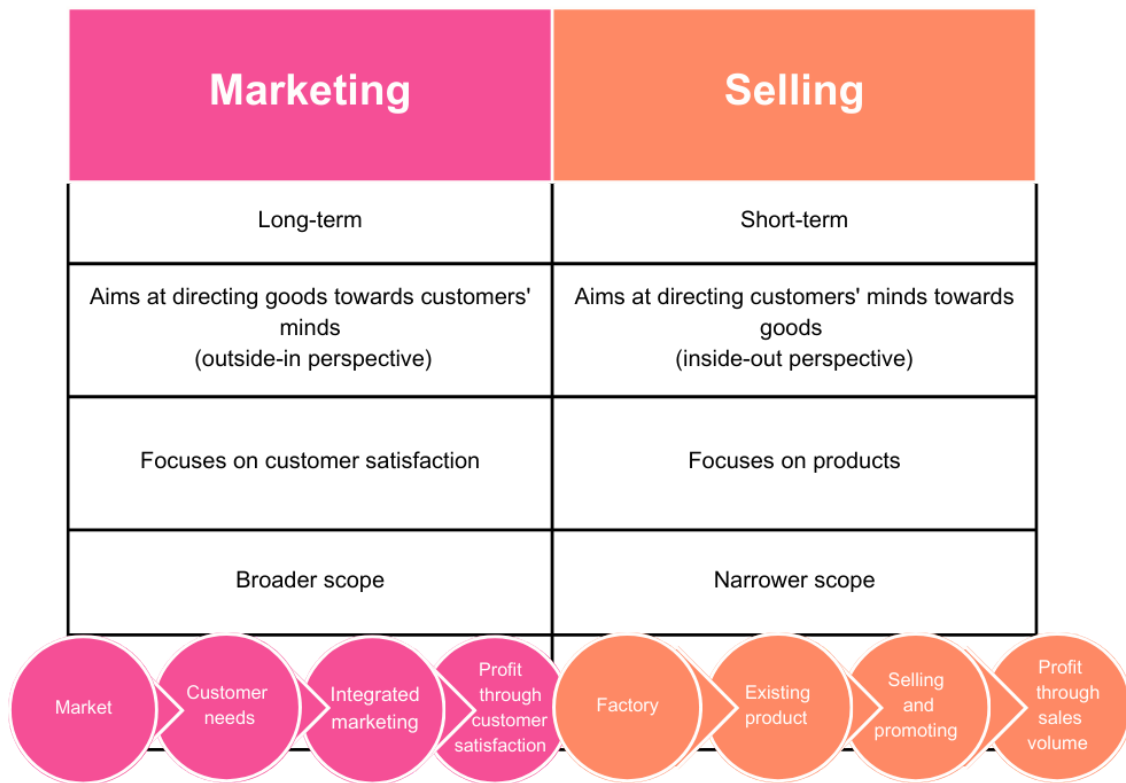 Marketing
Selling
Long-term
Short-term
Aims at directing goods towards customers'
minds
(outside-in perspective)
Aims at directing customers' minds towards
goods
(inside-out perspective)
Focuses on customer satisfaction
Focuses on products
Broader scope
Narrower scope
Market
Customer
needs
Integrated
marketing
Profit
through
customer
satisfaction
Factory
Existing
product
Selling
and
promoting
Profit
through
sales
volume